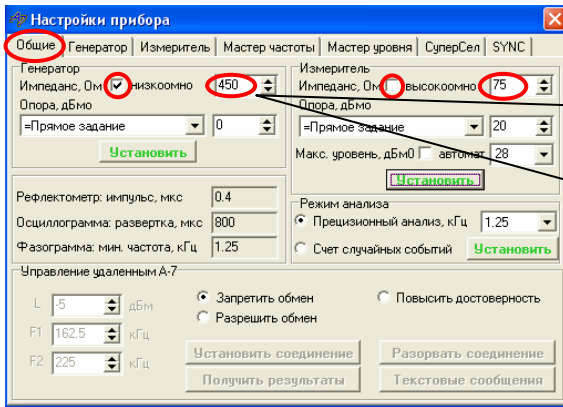 Настройки прибора
Общие Генератор Измеритель Мастер частоты Мастер уровня СуперСел SYNC
Генератор
Импеданс, Ом низкоомно 450
Опора, дБмо
=Прямое задание 0
Установить
Измеритель
Импеданс, Ом высокоомно 75
Опора, дБмо
=Прямое задание 20
Макс. уровень, дБм0 автомат 28
Установить
Рефлектометр: импульс, мкс 0.4
Осциллограмма: развертка, мкс 800
Фазограмма: мин. частота, кГц 1.25
Режим анализа
Прецизионный анализ, кГц 1.25
Счет случайных событий Установить
Управление удаленным А-7
L -5 дБм
F1 162.5 кГц
F2 225 кГц
Запретить обмен
Разрешить обмен
Повысить достоверность
Установить соединение Разорвать соединение
Получить результаты Текстовые сообщения